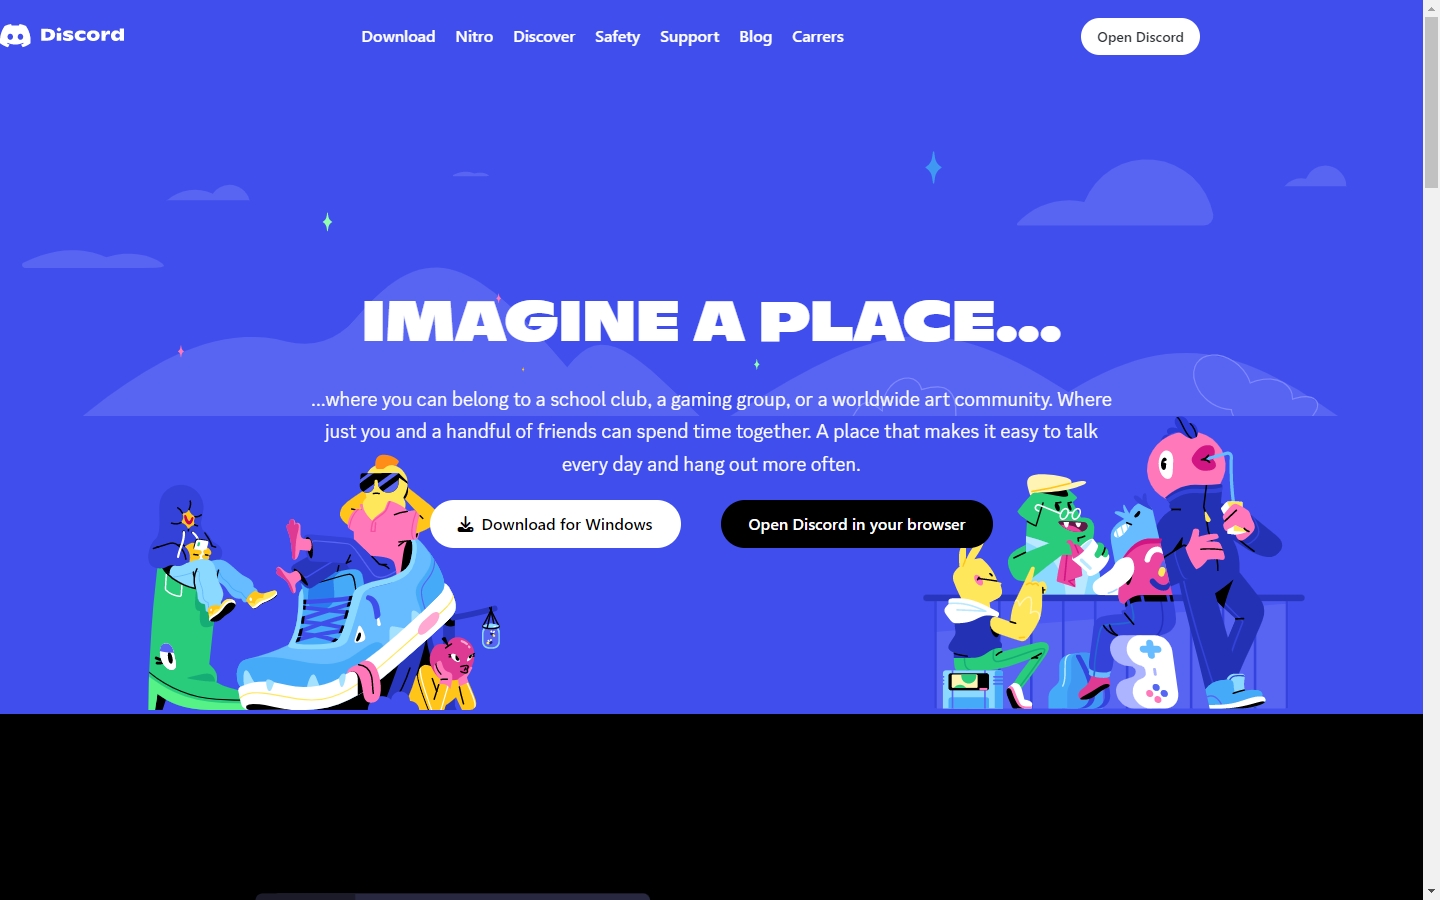 Discord
Download Nitro Discover Safety Support Blog Carrers
Open Discord
IMAGINE A PLACE...
...where you can belong to a school club, a gaming group, or a worldwide art community. Where
just you and a handful of friends can spend time together. A place that makes it easy to talk
every day and hang out more often.
Download for Windows
Open Discord in your browser